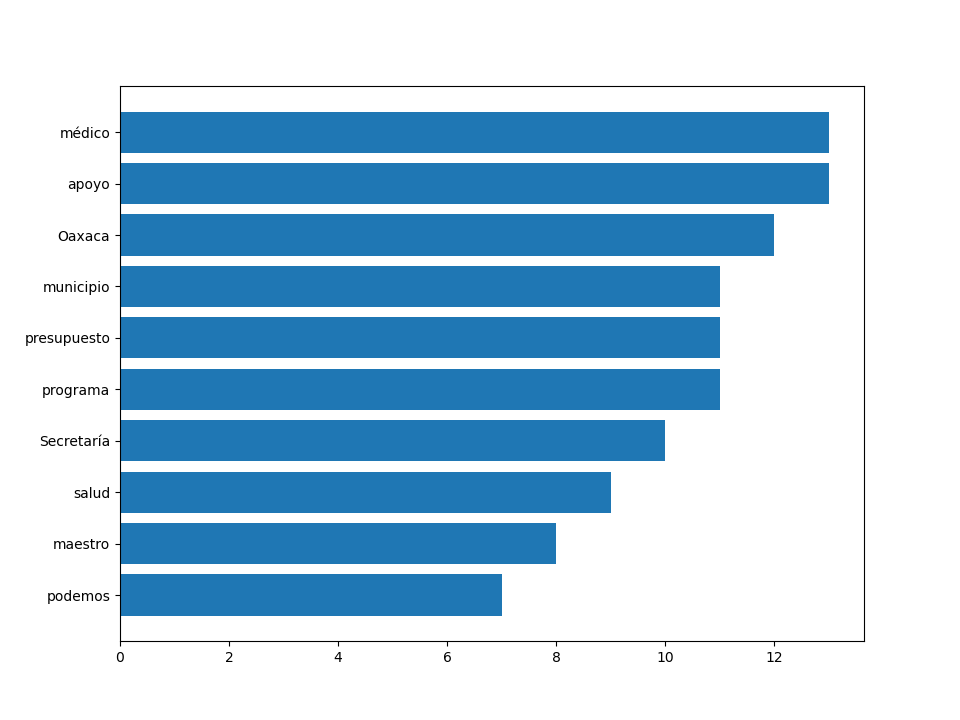 médico
apoyo
Oaxaca
municipio
presupuesto
programa
Secretaría
salud
maestro
podemos
0 2 4 6 8 10 12